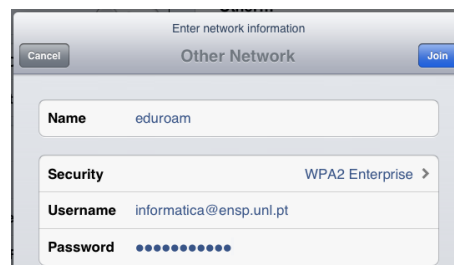 Enter network information
Cancel Other Network Join
Name eduroam
Security WPA2 Enterprise
Username informatica@ensp.unl.pt
Password ●●●●●●●●●●●